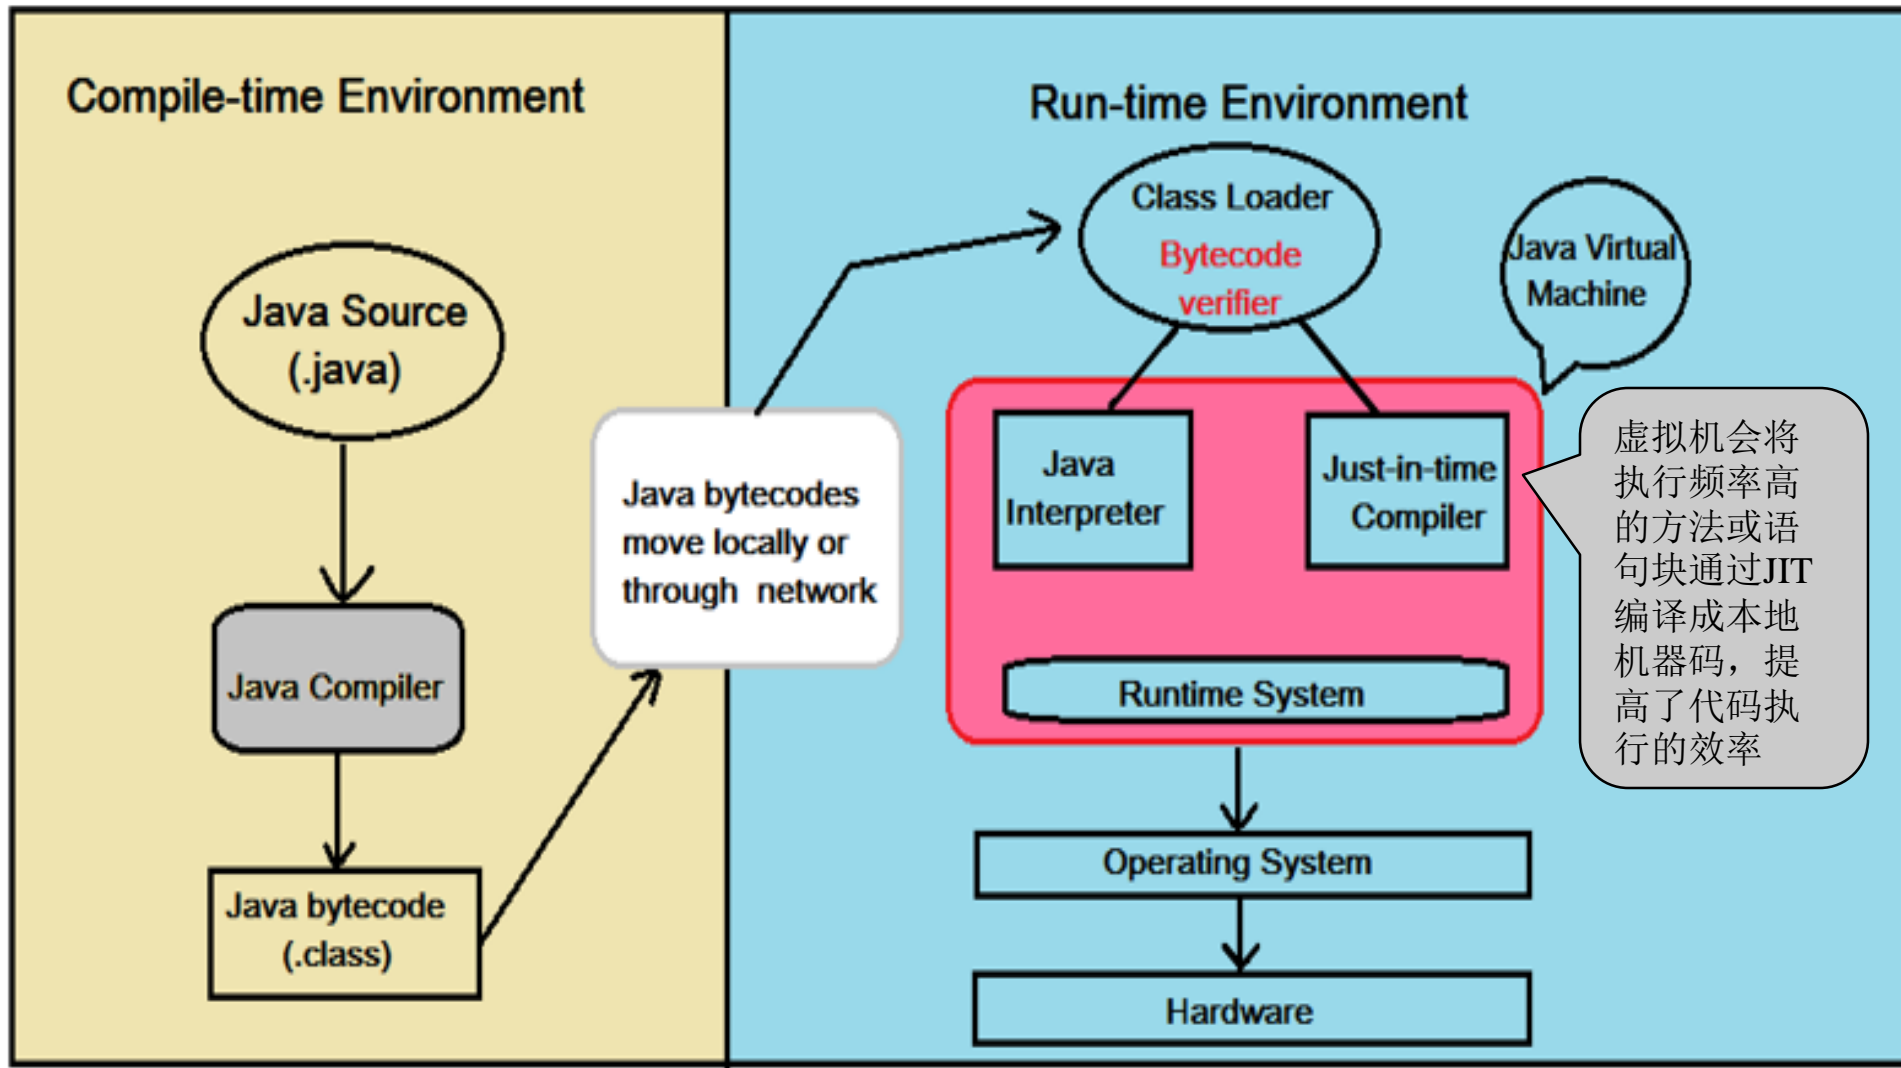 Compile-time Environment
Java Source
(.java)
Java Compiler
Java bytecode
(.class)
Java bytecodes
move locally or
through network
Run-time Environment
Class Loader
Bytecode
verifier
Java Virtual
Machine
Java
Interpreter
Just-in-time
Compiler
虚拟机会将
执行频率高
的方法或语
句块通过JIT
编译成本地
机器码，提
高了代码执
行的效率
Runtime System
Operating System
Hardware